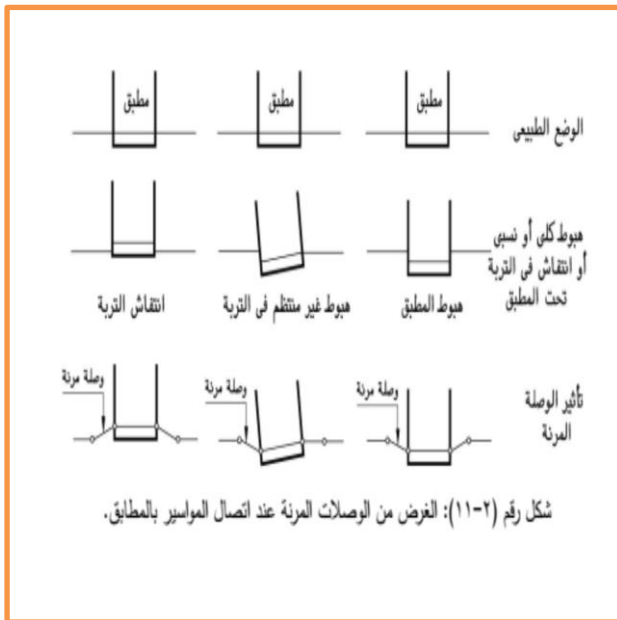 مطبق
مطبق
مطبق
الوضع الطبيعى
هبوط كلى أو نسبى
أو انتفاش فى التربة
تحت المطبق
هبوط المطبق
هبوط غير منتظم فى التربة
انتفاش التربة
تأثير الوصلة
المرنة
وصلة مرنة
وصلة مرنة
وصلة مرنة
شكل رقم (٢-١١): الغرض من الوصلات المرنة عند اتصال المواسير بالمطابق.